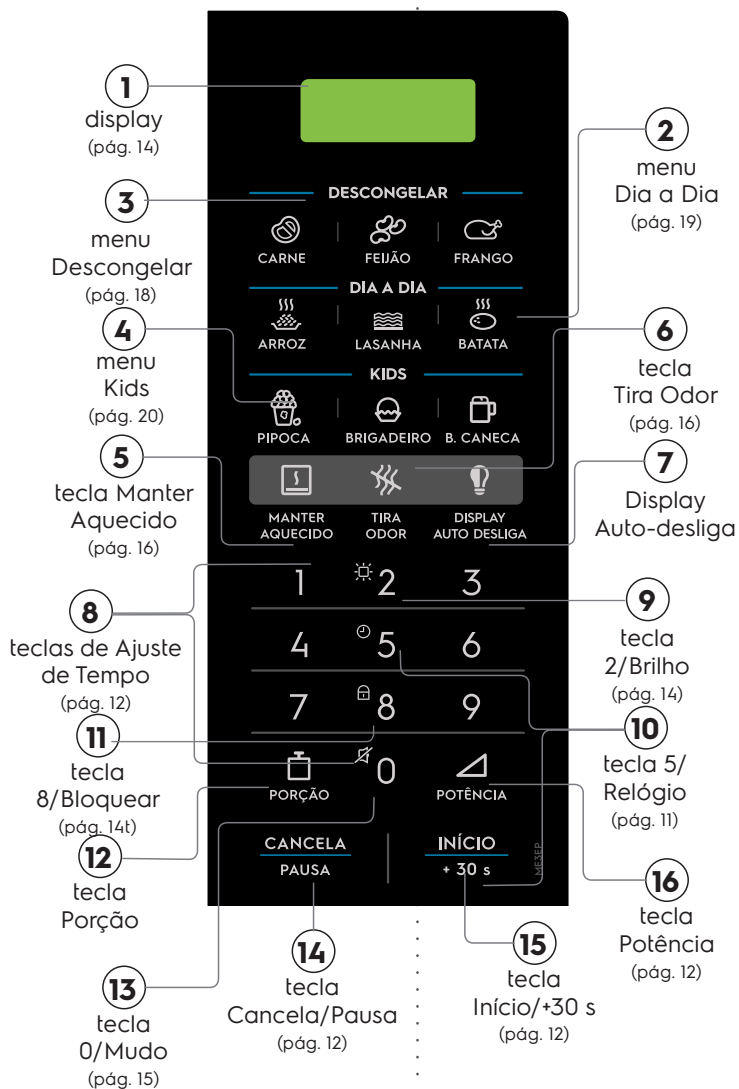 1
display
(pág. 14)
2
menu
Dia a Dia
(pág. 19)
3
menu
Descongelar
(pág. 18)
4
menu
Kids
(pág. 20)
5
tecla Manter
Aquecido
(pág. 16)
6
tecla
Tira Odor
(pág. 16)
7
Display
Auto-desliga
8
teclas de Ajuste
de Tempo
(pág. 12)
9
tecla
2/Brilho
(pág. 14)
10
tecla 5/
Relógio
(pág. 11)
11
tecla
8/Bloquear
(pág. 14t)
12
tecla
Porção
13
tecla
0/Mudo
(pág. 15)
14
tecla
Cancela/Pausa
(pág. 12)
15
tecla
Início/+30 s
(pág. 12)
16
tecla
Potência
(pág. 12)
DESCONGELAR
CARNE FEIJÃO FRANGO
DIA A DIA
ARROZ LASANHA BATATA
KIDS
PIPOCA BRIGADEIRO B. CANECA
MANTER AQUECIDO
TIRA ODOR
DISPLAY AUTO DESLIGA
1 2 3
4 5 6
7 8 9
PORÇÃO 0 POTÊNCIA
CANCELA
PAUSA
INÍCIO
+ 30 s
ME3EP